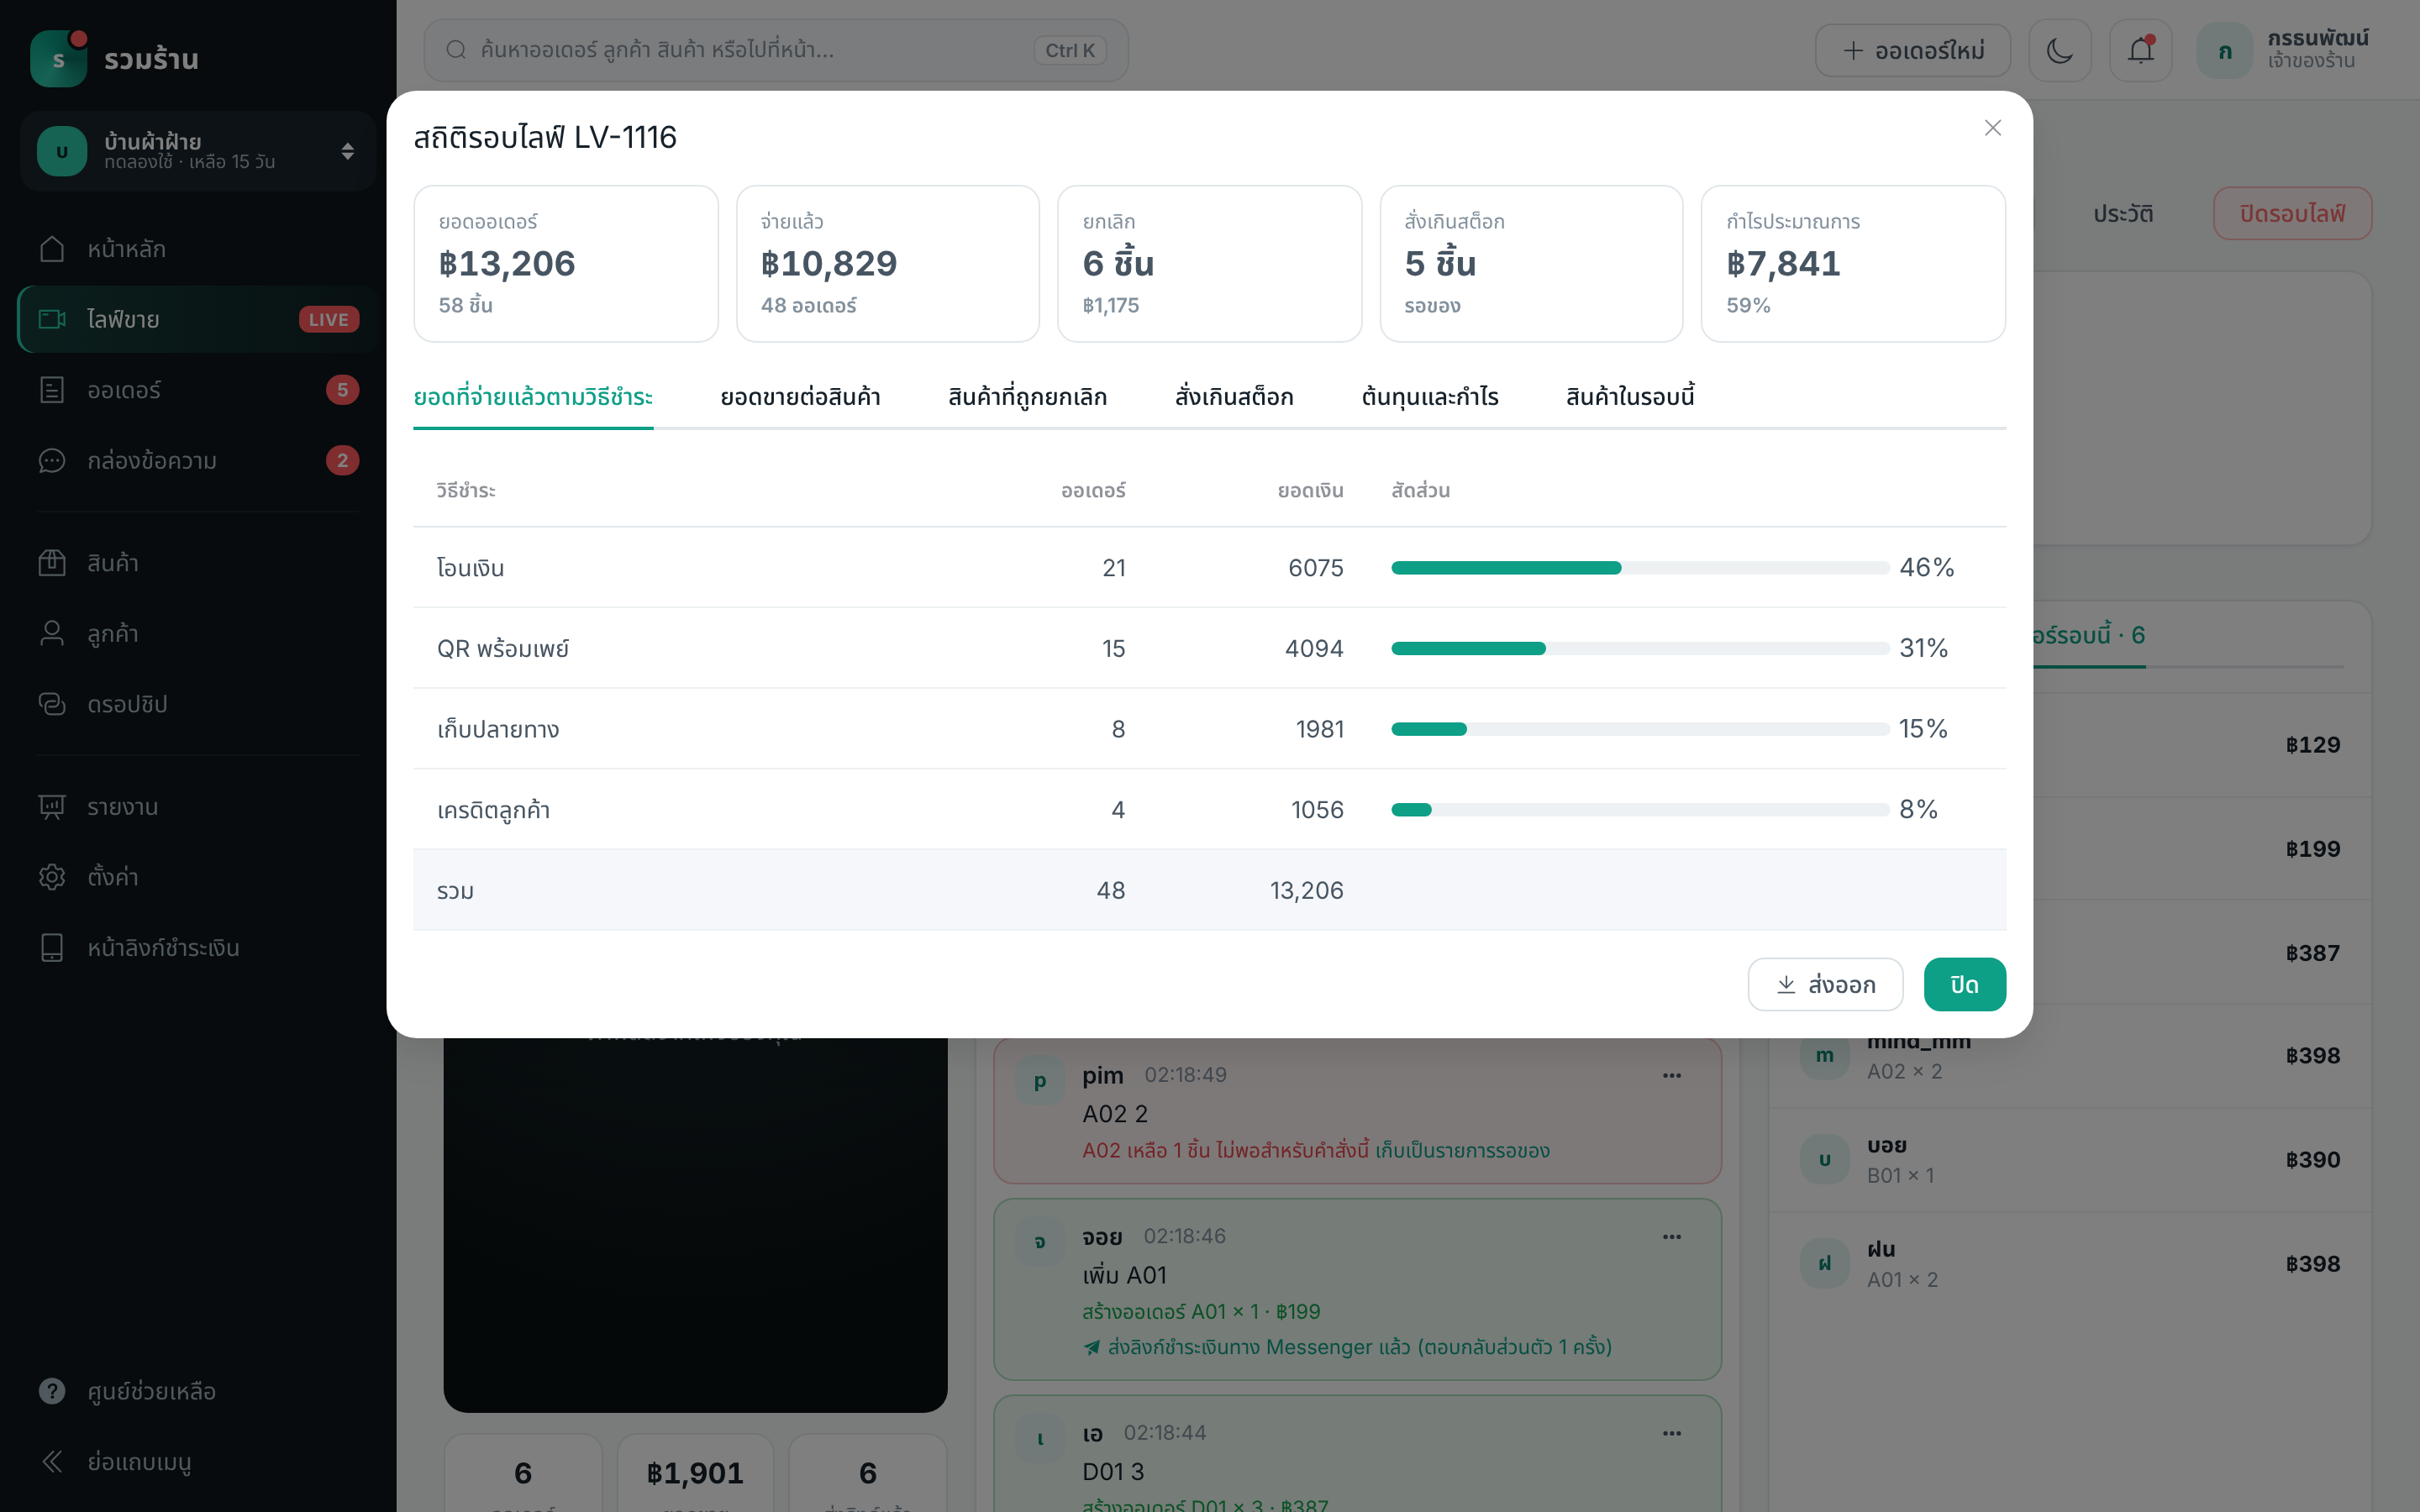 s
รวมร้าน
บ
บ้านผ้าฝ้าย
ทดลองใช้ · เหลือ 15 วัน
หน้าหลัก
ไลฟ์ขาย
LIVE
ออเดอร์
5
กล่องข้อความ
2
สินค้า
ลูกค้า
ดรอปชิป
รายงาน
ตั้งค่า
หน้าลิงก์ชำระเงิน
ศูนย์ช่วยเหลือ
ย่อแถบเมนู
ค้นหาออเดอร์ ลูกค้า สินค้า หรือไปที่หน้า...
Ctrl K
ออเดอร์ใหม่
ก
กรธนพัฒน์
เจ้าของร้าน
ประวัติ
ปิดรอบไลฟ์
สถิติรอบไลฟ์ LV-1116
ยอดออเดอร์
฿13,206
58 ชิ้น
จ่ายแล้ว
฿10,829
48 ออเดอร์
ยกเลิก
6 ชิ้น
฿1,175
สั่งเกินสต็อก
5 ชิ้น
รอของ
กำไรประมาณการ
฿7,841
59%
ยอดที่จ่ายแล้วตามวิธีชำระ
ยอดขายต่อสินค้า
สินค้าที่ถูกยกเลิก
สั่งเกินสต็อก
ต้นทุนและกำไร
สินค้าในรอบนี้
วิธีชำระ ออเดอร์ ยอดเงิน สัดส่วน
โอนเงิน 21 6075 46%
QR พร้อมเพย์ 15 4094 31%
เก็บปลายทาง 8 1981 15%
เครดิตลูกค้า 4 1056 8%
รวม 48 13,206
ส่งออก
ปิด
6
฿1,901
6
p
pim 02:18:49
A02 2
A02 เหลือ 1 ชิ้น ไม่พอสำหรับคำสั่งนี้ เก็บเป็นรายการรอของ
จ
จอย 02:18:46
เพิ่ม A01
สร้างออเดอร์ A01 × 1 · ฿199
ส่งลิงก์ชำระเงินทาง Messenger แล้ว (ตอบกลับส่วนตัว 1 ครั้ง)
เ
เอ 02:18:44
D01 3
สร้างออเดอร์ D01 × 3 · ฿387
อร์รอบนี้ · 6
฿129
฿199
฿387
m
mind_mm
A02 × 2
฿398
บ
บอย
B01 × 1
฿390
ฝ
ฝน
A01 × 2
฿398